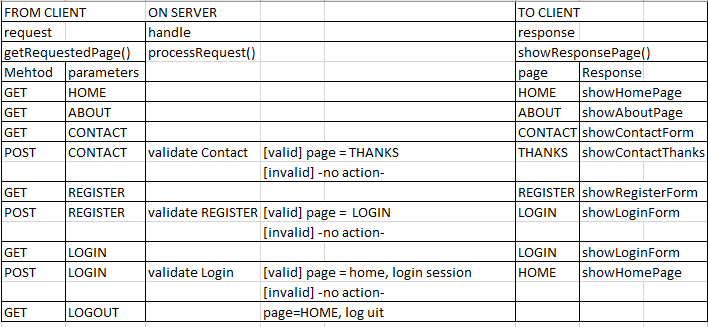 FROM CLIENT ON SERVER TO CLIENT
request handle response
getRequestedPage() processRequest() showResponsePage()
Mehtod parameters page Response
GET HOME HOME showHomePage
GET ABOUT ABOUT showAboutPage
GET CONTACT CONTACT showContactForm
POST CONTACT validate Contact [valid] page = THANKS THANKS showContactThanks
[invalid] -no action-
GET REGISTER REGISTER showRegisterForm
POST REGISTER validate REGISTER [valid] page = LOGIN LOGIN showLoginForm
[invalid] -no action-
GET LOGIN LOGIN showLoginForm
POST LOGIN validate Login [valid] page = home, login session HOME showHomePage
[invalid] -no action-
GET LOGOUT page=HOME, log uit